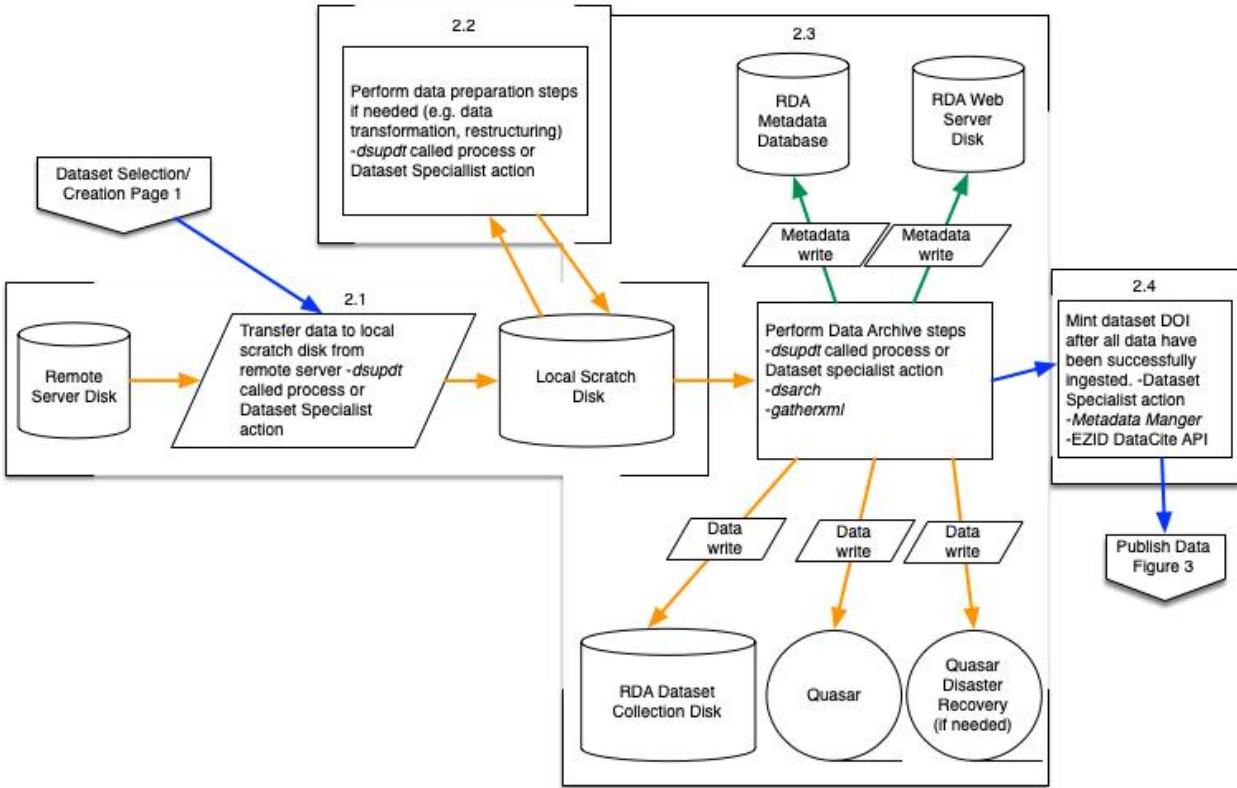 2.2
Perform data preparation steps
if needed (e.g. data
transformation, restructuring)
-dsupdt called process or
Dataset Speciallist action
2.3
RDA
Metadata
Database
RDA Web
Server
Disk
Dataset Selection/
Creation Page 1
Metadata
write
Metadata
write
2.1
Remote
Server Disk
Transfer data to local
scratch disk from
remote server -dsupdt
called process or
Dataset Specialist
action
Local Scratch
Disk
Perform Data Archive steps
-dsupdt called process or
Dataset specialist action
-dsarch
-gatherxml
2.4
Mint dataset DOI
after all data have
been successfully
ingested. -Dataset
Specialist action
-Metadata Manger
-EZID DataCite API
Data
write
Data
write
Data
write
Publish Data
Figure 3
RDA Dataset
Collection Disk
Quasar
Quasar
Disaster
Recovery
(if needed)